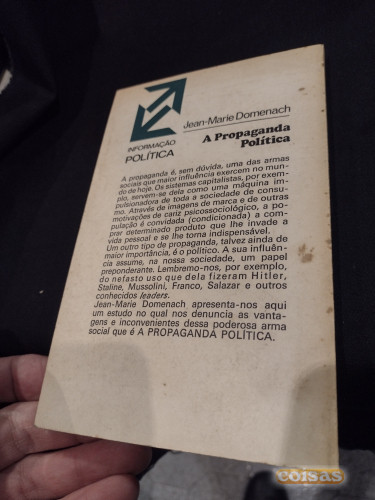 Jean-Marie Domenach
A Propaganda
Política
INFORMAÇÃO
POLÍTICA
A propaganda é, sem dúvida, uma das armas
sociais que maior influência exercem no mun-
do de hoje. Os sistemas capitalistas, por exem-
plo, servem-se dela como uma máquina im-
pulsionadora de toda a sociedade de consu-
mo. Através de imagens de marca e de outras
motivações de cariz psicossociológico, a po-
pulação é convidada (condicionada) a com-
prar determinado produto que lhe invade a
vida pessoal e se lhe torna indispensável.
Um outro tipo de propaganda, talvez ainda de
maior importância, é o político. A sua influên-
cia assume, na nossa sociedade, um papel
preponderante. Lembremo-nos, por exemplo,
do nefasto uso que dela fizeram Hitler,
Staline, Mussolini, Franco, Salazar e outros
conhecidos leaders.
Jean-Marie Domenach apresenta-nos aqui
um estudo no qual nos denuncia as vanta-
gens e inconvenientes dessa poderosa arma
social que é A PROPAGANDA POLÍTICA.
coisas